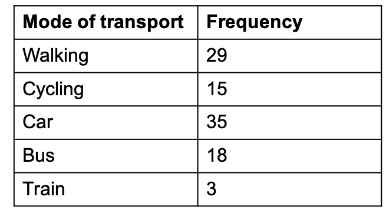 Mode of transport Frequency
Walking 29
Cycling 15
Car 35
Bus 18
Train 3